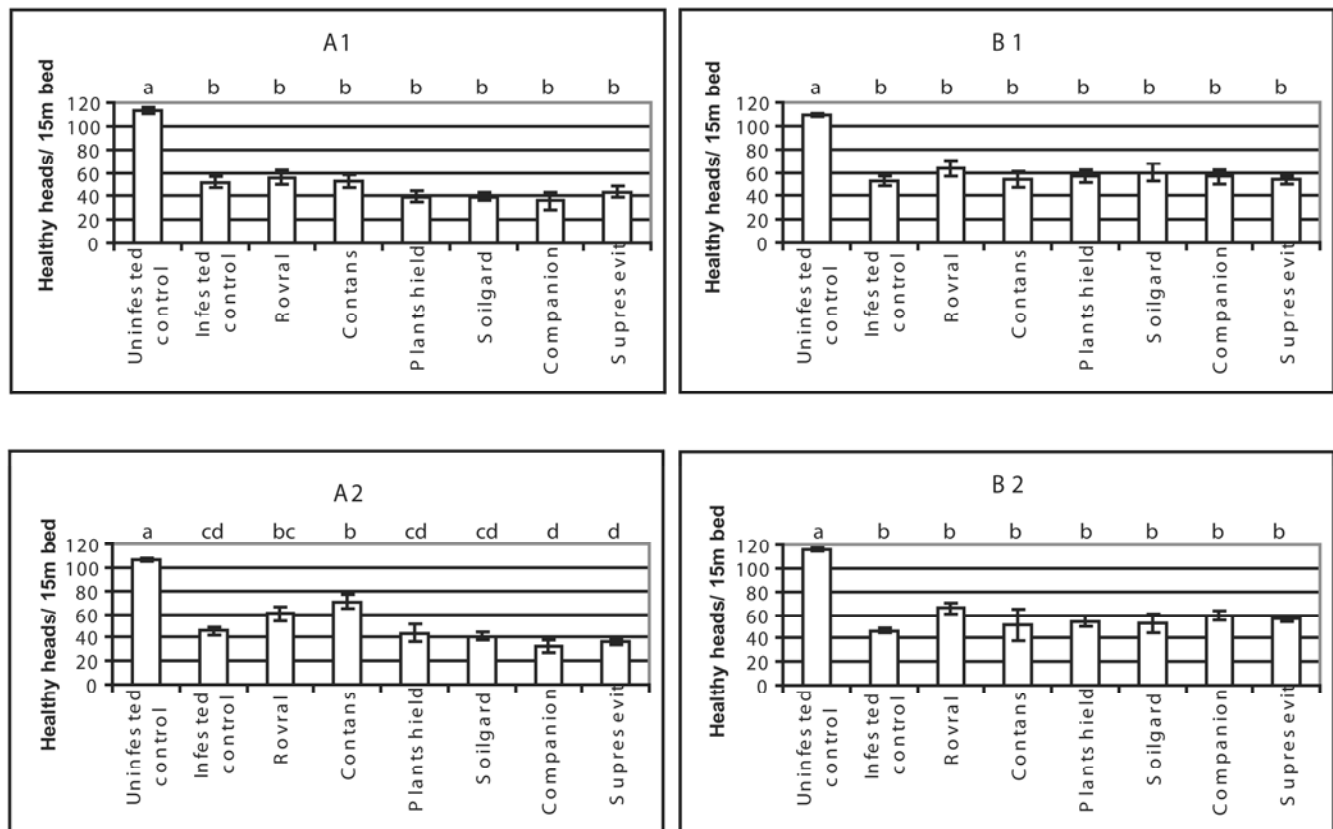 A1
a b b b b b b b
Healthy heads/ 15m bed
120
100
80
60
40
20
0
Uninfested control
Infested control
Rovral
Contans
Plantshield
Soilgard
Companion
Supresevit
B 1
a b b b b b b b
Healthy heads/ 15m bed
120
100
80
60
40
20
0
Uninfested control
Infested control
Rovral
Contans
Plantshield
Soilgard
Companion
Supresevit
A2
a cd bc b cd cd d d
Healthy heads/ 15m bed
120
100
80
60
40
20
0
Uninfested control
Infested control
Rovral
Contans
Plantshield
Soilgard
Companion
Supresevit
B 2
a b b b b b b b
Healthy heads/ 15m bed
120
100
80
60
40
20
0
Uninfested control
Infested control
Rovral
Contans
Plantshield
Soilgard
Companion
Supresevit